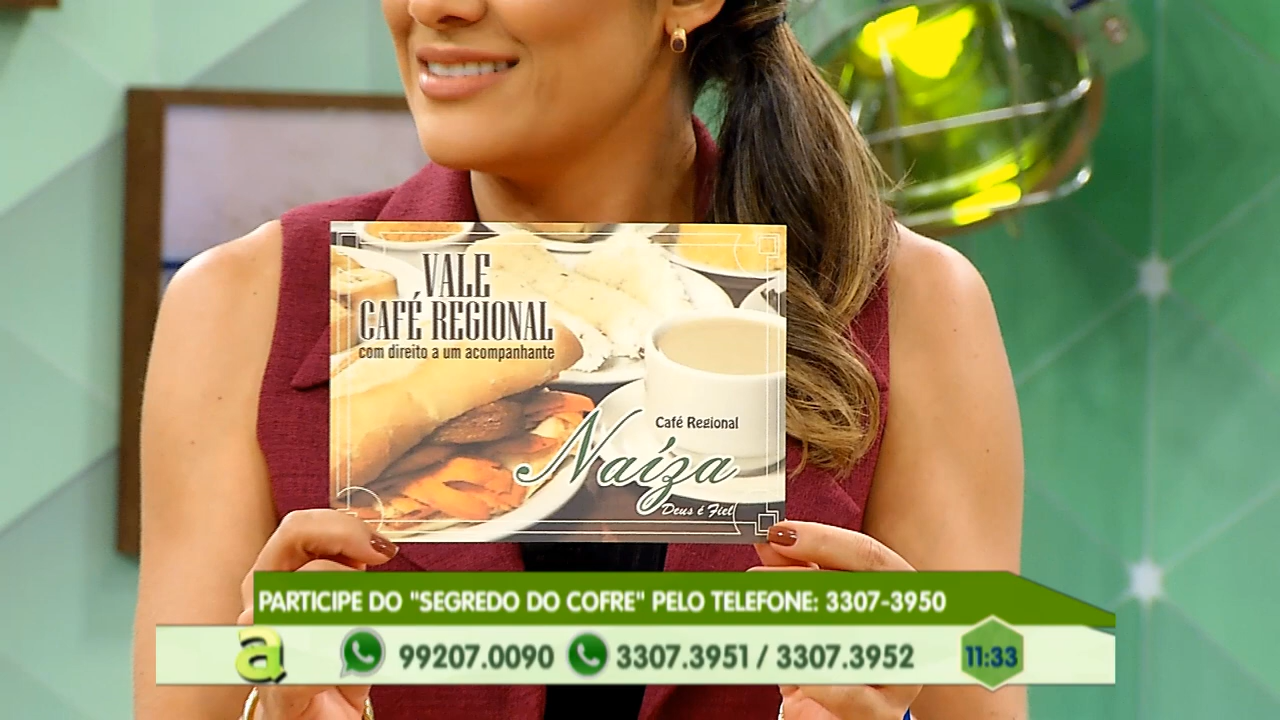 VALE
CAFÉ REGIONAL
com direito a um acompanhante
Café Regional
Naíza
Deus é Fiel
PARTICIPE DO "SEGREDO DO COFRE" PELO TELEFONE: 3307-3950
a 99207.0090 3307.3951 / 3307.3952 11:33